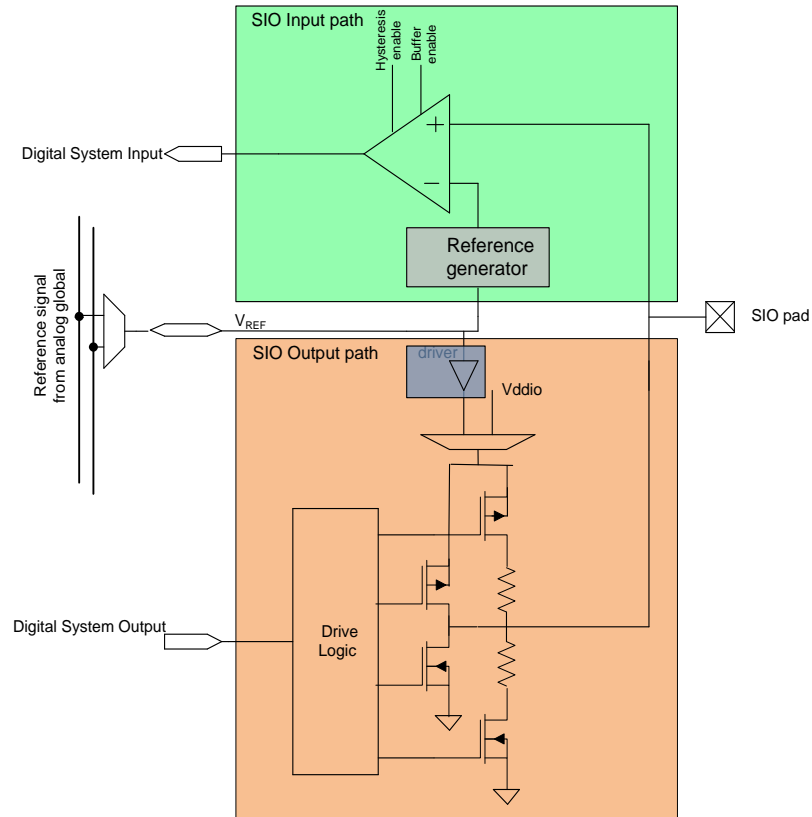 SIO Input path
Hysteresis
enable
Buffer
enable
+
−
Digital System Input
Reference
generator
Reference signal
from analog global
VREF
SIO pad
SIO Output path
driver
Vddio
Digital System Output
Drive
Logic